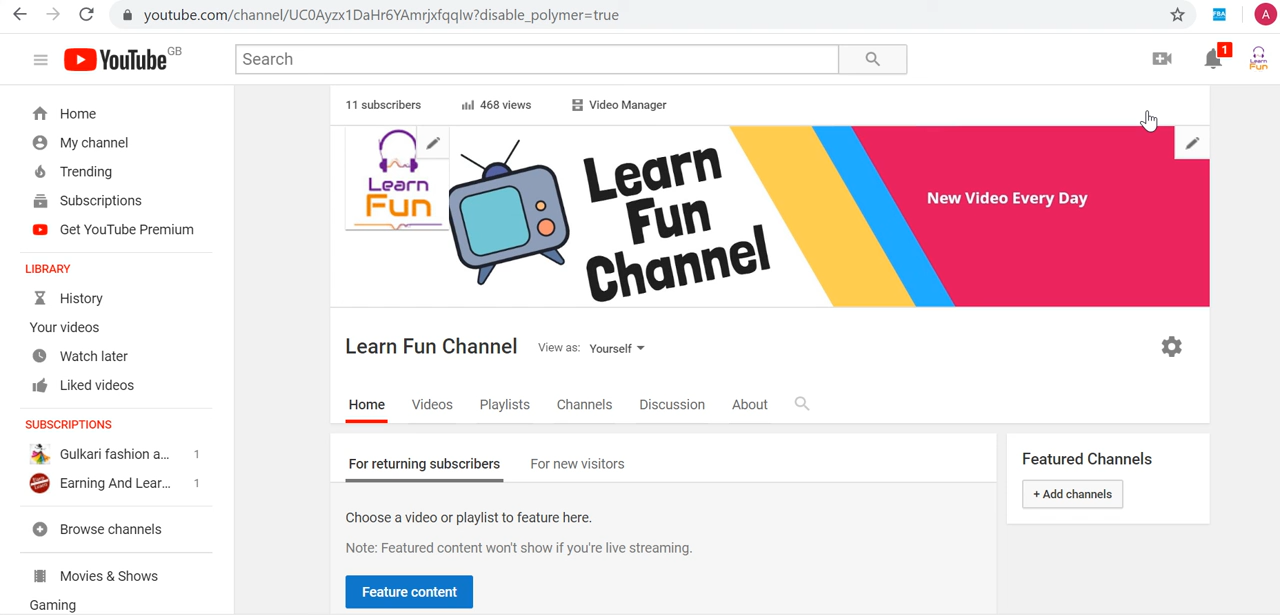 youtube.com/channel/UC0Ayzx1DaHr6YAmrjxfqqlw?disable_polymer=true
FBA
A
YouTube GB
Search
1
Learn
Fun
Home
My channel
Trending
Subscriptions
Get YouTube Premium
LIBRARY
History
Your videos
Watch later
Liked videos
SUBSCRIPTIONS
Gulkari fashion a... 1
Earning And Lear... 1
Browse channels
Movies & Shows
Gaming
11 subscribers 468 views Video Manager
Learn
Fun
Learn
Fun
Channel
New Video Every Day
Learn Fun Channel View as: Yourself
Home Videos Playlists Channels Discussion About
For returning subscribers For new visitors
Choose a video or playlist to feature here.
Note: Featured content won't show if you're live streaming.
Feature content
Featured Channels
+ Add channels